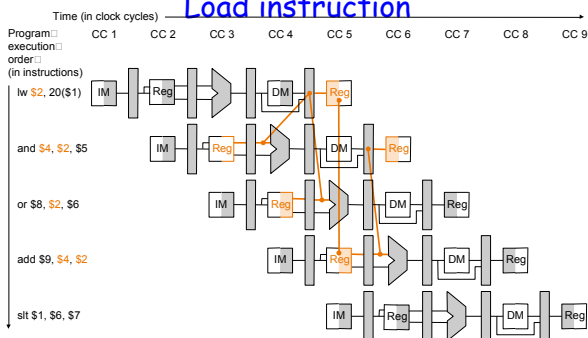 Load instruction
Time (in clock cycles)
Program
execution
order
(in instructions)
CC 1 CC 2 CC 3 CC 4 CC 5 CC 6 CC 7 CC 8 CC 9
lw $2, 20($1)
IM Reg DM Reg
and $4, $2, $5
IM Reg DM Reg
or $8, $2, $6
IM Reg DM Reg
add $9, $4, $2
IM Reg DM Reg
slt $1, $6, $7
IM Reg DM Reg